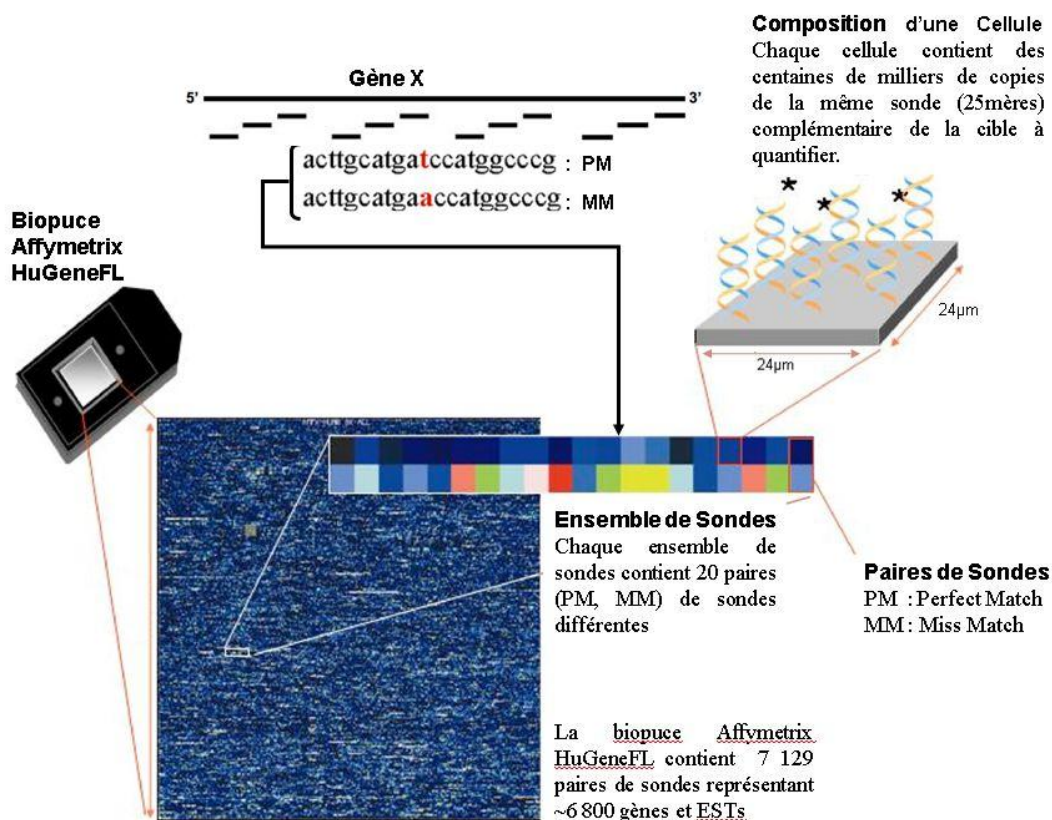 Composition d'une Cellule
Chaque cellule contient des
centaines de milliers de copies
de la même sonde (25mères)
complémentaire de la cible à
quantifier.
Gène X
5' 3'
acttgcatgatccatggcccg : PM
acttgcatgaaccatggcccg : MM
Biopuce
Affymetrix
HuGeneFL
24µm
24µm
Ensemble de Sondes
Chaque ensemble de
sondes contient 20 paires
(PM, MM) de sondes
différentes
Paires de Sondes
PM : Perfect Match
MM : Miss Match
La biopuce Affymetrix
HuGeneFL contient 7 129
paires de sondes représentant
~6 800 gènes et ESTs